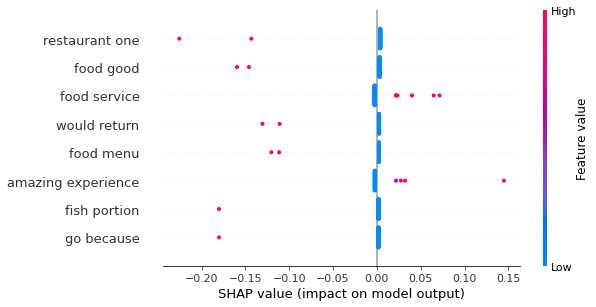 High
restaurant one
food good
food service
would return
food menu
amazing experience
fish portion
go because
Feature value
Low
−0.20 −0.15 −0.10 −0.05 0.00 0.05 0.10 0.15
SHAP value (impact on model output)